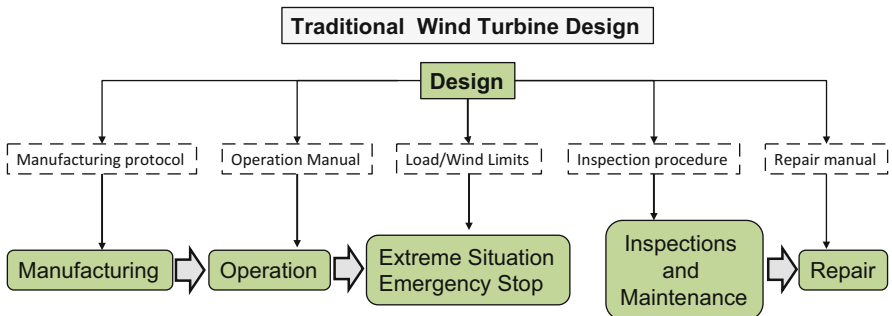 Traditional Wind Turbine Design
Design
Manufacturing protocol
Operation Manual
Load/Wind Limits
Inspection procedure
Repair manual
Manufacturing
Operation
Extreme Situation
Emergency Stop
Inspections
and
Maintenance
Repair